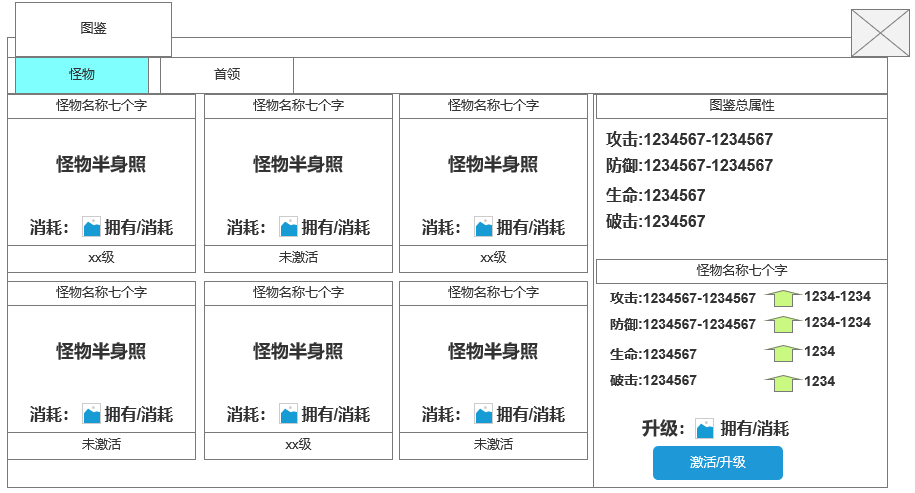 图鉴
怪物
首领
怪物名称七个字
怪物半身照
消耗: 拥有/消耗
xx级
怪物名称七个字
怪物半身照
消耗: 拥有/消耗
未激活
怪物名称七个字
怪物半身照
消耗: 拥有/消耗
xx级
怪物名称七个字
怪物半身照
消耗: 拥有/消耗
未激活
怪物名称七个字
怪物半身照
消耗: 拥有/消耗
xx级
怪物名称七个字
怪物半身照
消耗: 拥有/消耗
未激活
图鉴总属性
攻击:1234567-1234567
防御:1234567-1234567
生命:1234567
破击:1234567
怪物名称七个字
攻击:1234567-1234567 1234-1234
防御:1234567-1234567 1234-1234
生命:1234567 1234
破击:1234567 1234
升级: 拥有/消耗
激活/升级